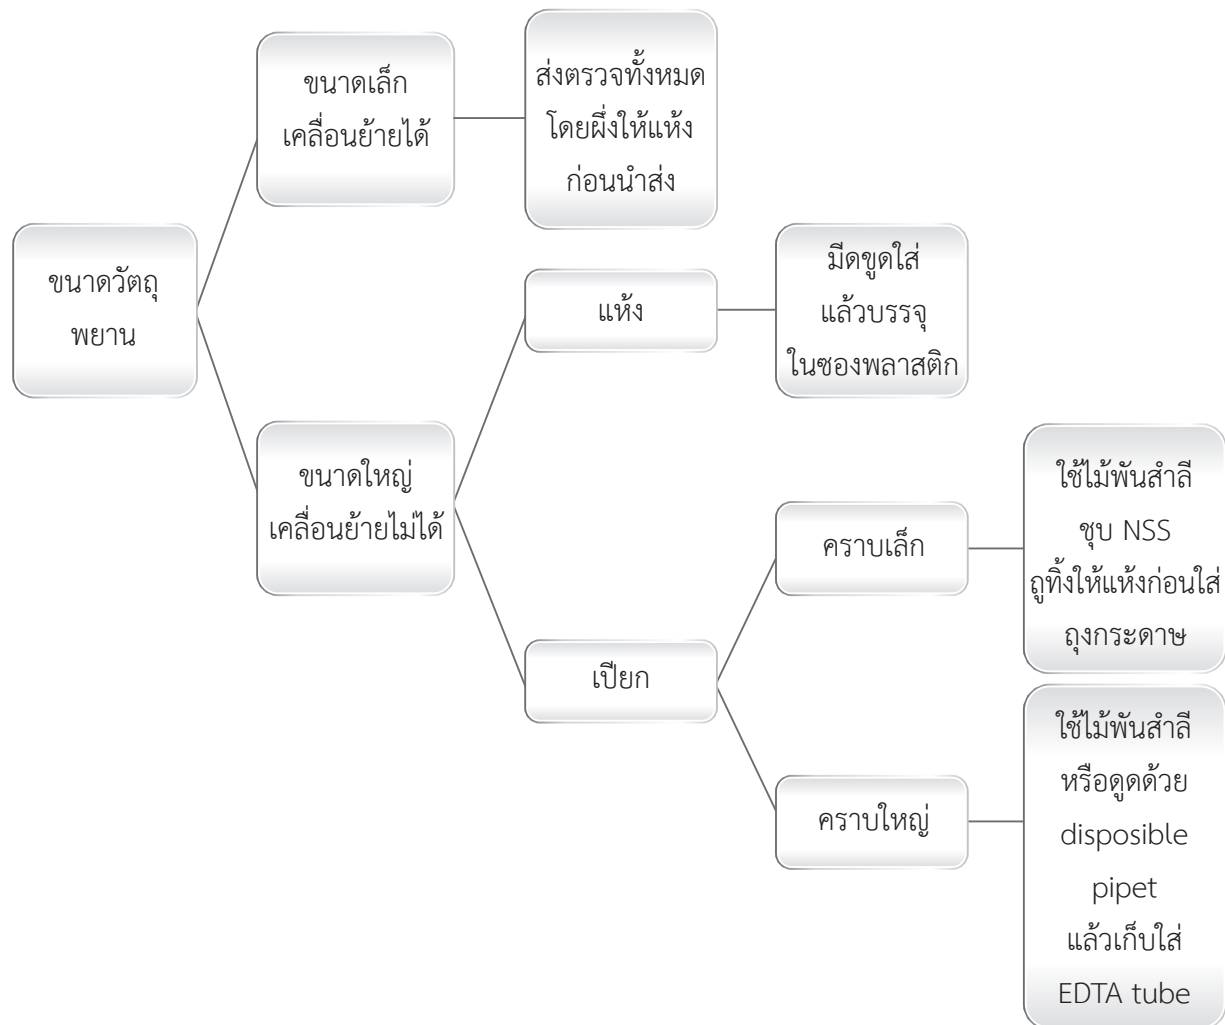 ขนาดเล็ก
เคลื่อนย้ายได้
ส่งตรวจทั้งหมด
โดยผึ่งให้แห้ง
ก่อนนำส่ง
ขนาดวัตถุ
พยาน
แห้ง
มีดขูดใส่
แล้วบรรจุ
ในซองพลาสติก
ขนาดใหญ่
เคลื่อนย้ายไม่ได้
คราบเล็ก
ใช้ไม้พันสำลี
ชุบ NSS
ถูทิ้งให้แห้งก่อนใส่
ถุงกระดาษ
เปียก
คราบใหญ่
ใช้ไม้พันสำลี
หรือดูดด้วย
disposible
pipet
แล้วเก็บใส่
EDTA tube